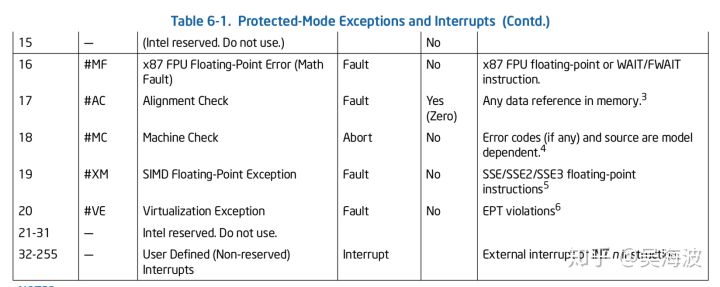 Table 6-1. Protected-Mode Exceptions and Interrupts (Contd.)
15 — (Intel reserved. Do not use.) No
16 #MF x87 FPU Floating-Point Error (Math Fault No x87 FPU floating-point or WAIT/FWAIT
Fault) instruction.
17 #AC Alignment Check Fault Yes Any data reference in memory.3
(Zero)
18 #MC Machine Check Abort No Error codes (if any) and source are model
dependent.4
19 #XM SIMD Floating-Point Exception Fault No SSE/SSE2/SSE3 floating-point
instructions5
20 #VE Virtualization Exception Fault No EPT violations6
21-31 — Intel reserved. Do not use.
32-255 — User Defined (Non-reserved) Interrupt External interrupt or INT n instruction.
Interrupts
知乎 @吴海波